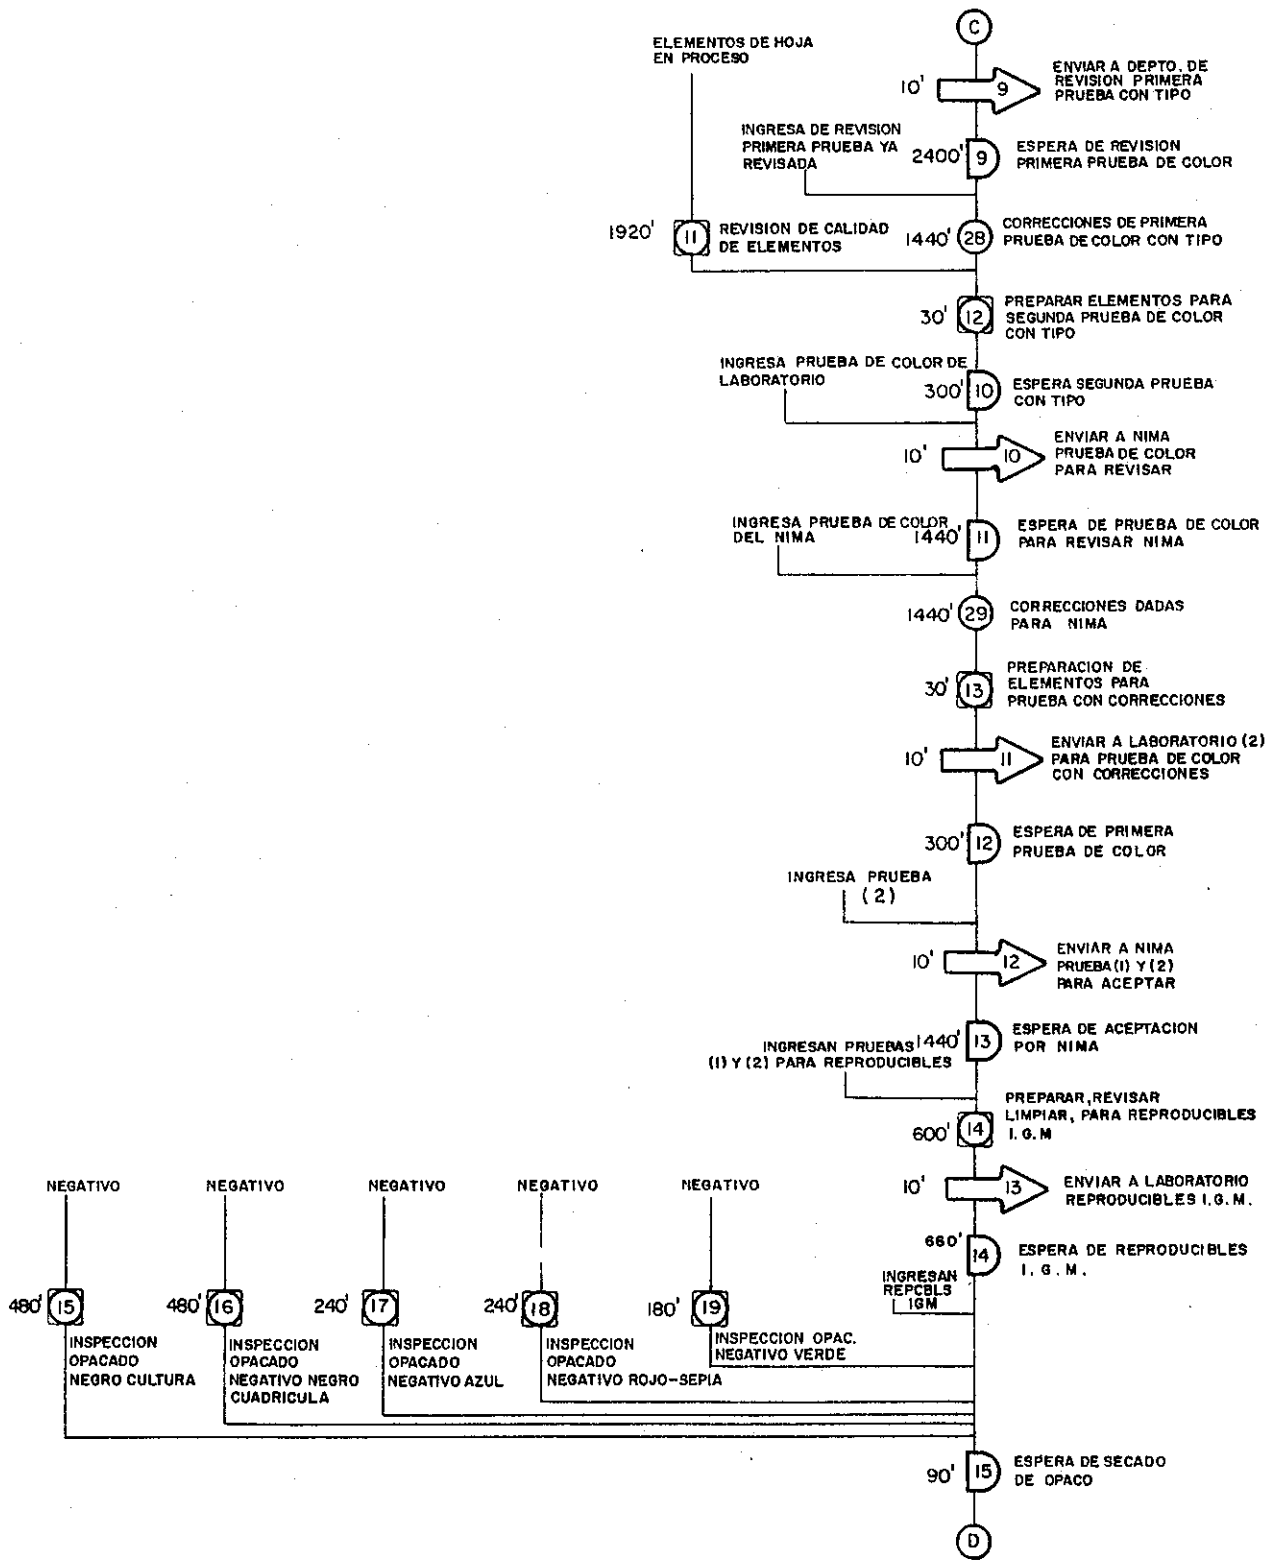 C
ELEMENTOS DE HOJA
EN PROCESO
10'
9
ENVIAR A DEPTO. DE
REVISION PRIMERA
PRUEBA CON TIPO
INGRESA DE REVISION
PRIMERA PRUEBA YA
REVISADA
2400'
9
ESPERA DE REVISION
PRIMERA PRUEBA DE COLOR
1920'
11
REVISION DE CALIDAD
DE ELEMENTOS
1440'
28
CORRECCIONES DE PRIMERA
PRUEBA DE COLOR CON TIPO
30'
12
PREPARAR ELEMENTOS PARA
SEGUNDA PRUEBA DE COLOR
CON TIPO
INGRESA PRUEBA DE COLOR DE
LABORATORIO
300'
10
ESPERA SEGUNDA PRUEBA
CON TIPO
10'
10
ENVIAR A NIMA
PRUEBA DE COLOR
PARA REVISAR
INGRESA PRUEBA DE COLOR
DEL NIMA
1440'
11
ESPERA DE PRUEBA DE COLOR
PARA REVISAR NIMA
1440'
29
CORRECCIONES DADAS
PARA NIMA
30'
13
PREPARACION DE
ELEMENTOS PARA
PRUEBA CON CORRECCIONES
10'
11
ENVIAR A LABORATORIO (2)
PARA PRUEBA DE COLOR
CON CORRECCIONES
300'
12
ESPERA DE PRIMERA
PRUEBA DE COLOR
INGRESA PRUEBA
(2)
10'
12
ENVIAR A NIMA
PRUEBA (1) Y (2)
PARA ACEPTAR
INGRESAN PRUEBAS
(1) Y (2) PARA REPRODUCIBLES
1440'
13
ESPERA DE ACEPTACION
POR NIMA
600'
14
PREPARAR, REVISAR
LIMPIAR, PARA REPRODUCIBLES
I. G. M
10'
13
ENVIAR A LABORATORIO
REPRODUCIBLES I. G. M.
660'
14
ESPERA DE REPRODUCIBLES
I. G. M.
INGRESAN
REPCBLS
IGM
NEGATIVO
NEGATIVO
NEGATIVO
NEGATIVO
NEGATIVO
480'
15
INSPECCION
OPACADO
NEGRO CULTURA
480'
16
INSPECCION
OPACADO
NEGATIVO NEGRO
CUADRICULA
240'
17
INSPECCION
OPACADO
NEGATIVO AZUL
240'
18
INSPECCION
OPACADO
NEGATIVO ROJO-SEPIA
180'
19
INSPECCION OPAC.
NEGATIVO VERDE
90'
15
ESPERA DE SECADO
DE OPACO
D